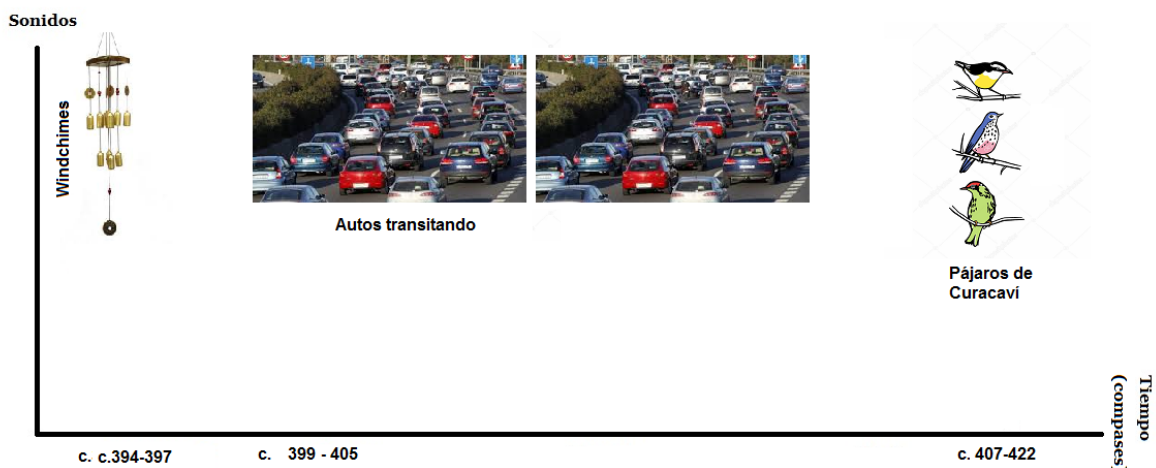 Sonidos
Windchimes
Autos transitando
Pájaros de
Curacaví
Tiempo
(compases)
c. c.394-397
c. 399 - 405
c. 407-422